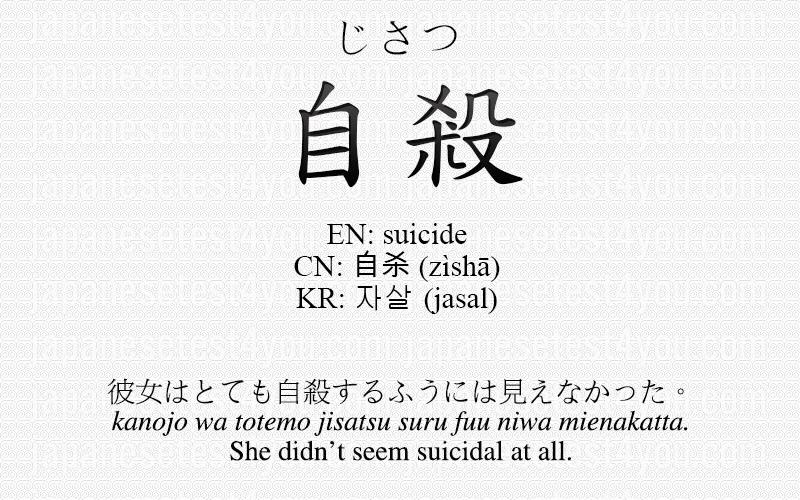 じさつ
自殺
EN: suicide
CN: 自杀 (zìshā)
KR: 자살 (jasal)
彼女はとても自殺するふうには見えなかった。
kanojo wa totemo jisatsu suru fuu niwa mienakatta.
She didn't seem suicidal at all.
japanesetest4you.com